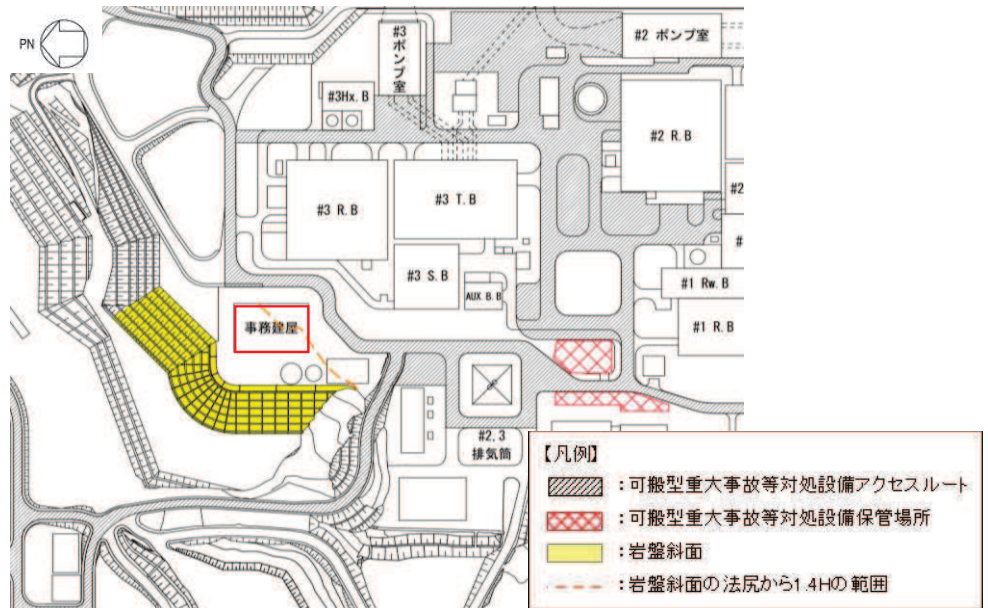 PN
#3
ポンプ室
#2 ポンプ室
#3Hx.B
#2 R.B
#3 R.B
#3 T.B
#2
#
#3 S.B
AUX B.B
#1 Rw.B
#1 R.B
事務建屋
#2,3
排気筒
【凡例】
:可搬型重大事故等対処設備アクセスルート
:可搬型重大事故等対処設備保管場所
:岩盤斜面
:岩盤斜面の法尻から1.4Hの範囲